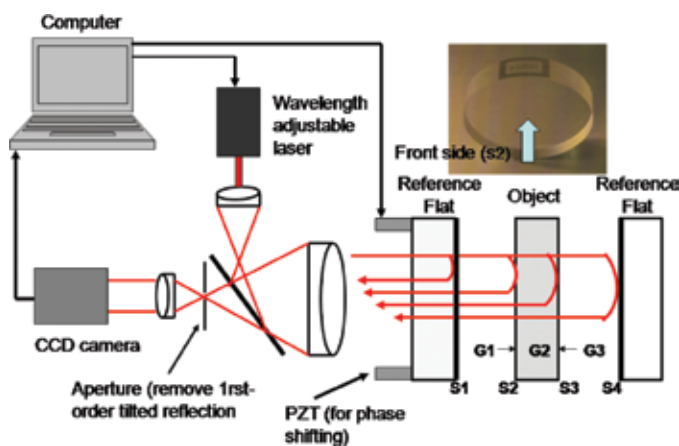 Computer
Wavelength
adjustable
laser
Front side (s2)
Reference
Flat
Object
Reference
Flat
CCD camera
G1
G2
G3
S1
S2
S3
S4
Aperture (remove 1rst-
order tilted reflection
PZT (for phase
shifting)